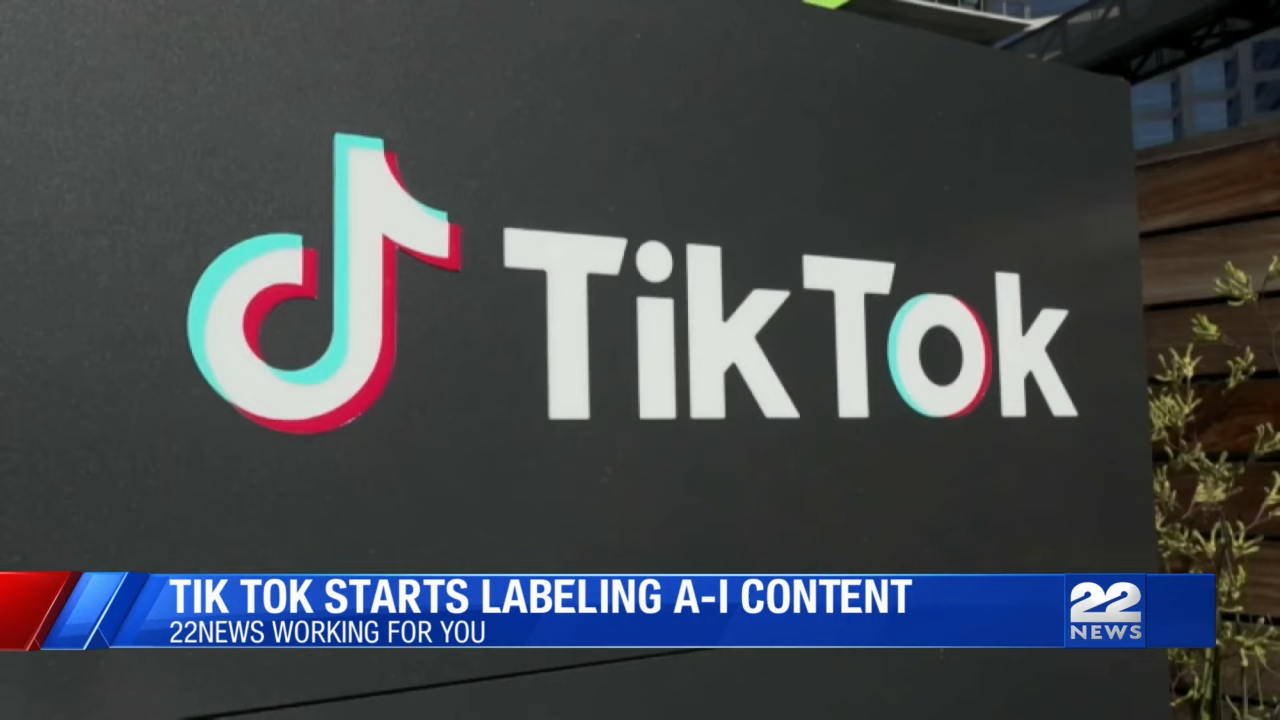 TikTok
TIK TOK STARTS LABELING A-I CONTENT
22NEWS WORKING FOR YOU
22
NEWS